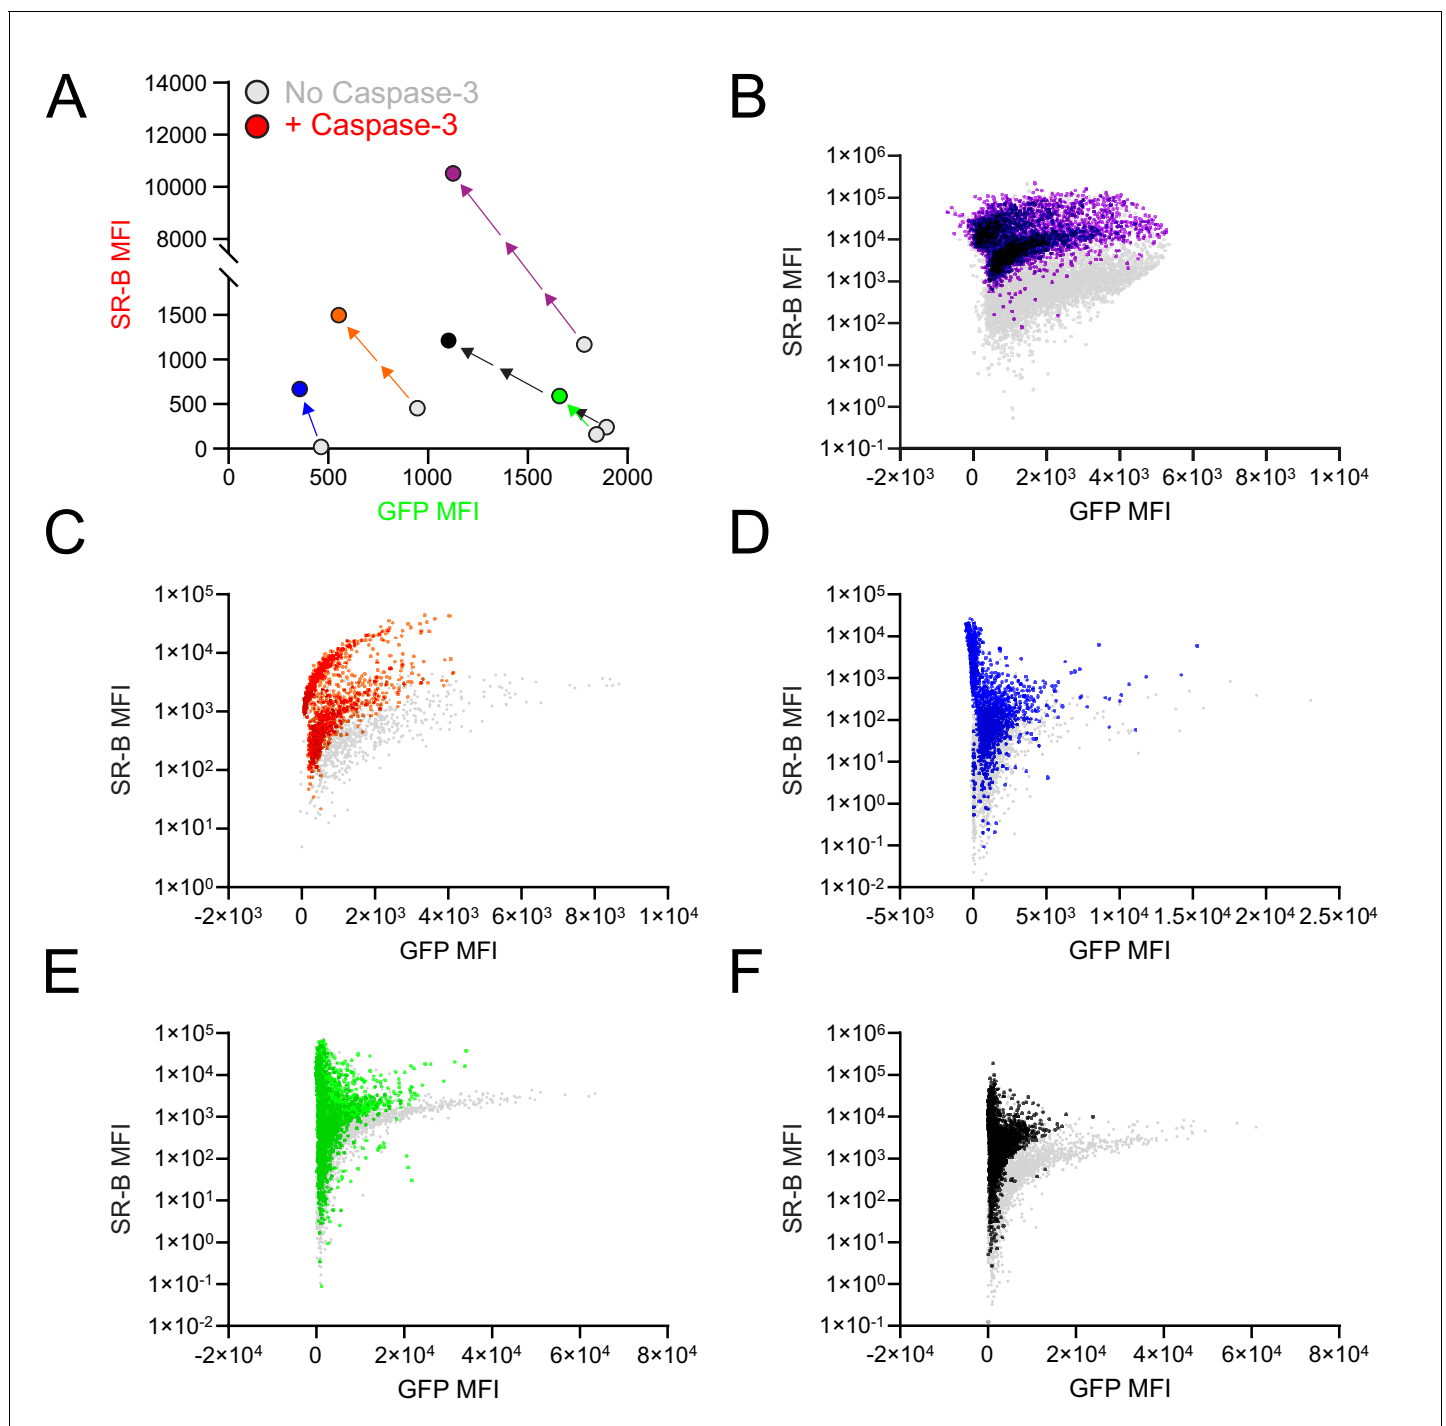 A
14000
12000
10000
8000
1500
1000
500
0
SR-B MFI
No Caspase-3
+ Caspase-3
0 500 1000 1500 2000
GFP MFI
B
1×10⁶
1×10⁵
1×10⁴
1×10³
1×10²
1×10¹
1×10⁰
1×10⁻¹
SR-B MFI
-2×10³ 0 2×10³ 4×10³ 6×10³ 8×10³ 1×10⁴
GFP MFI
C
1×10⁵
1×10⁴
1×10³
1×10²
1×10¹
1×10⁰
SR-B MFI
-2×10³ 0 2×10³ 4×10³ 6×10³ 8×10³ 1×10⁴
GFP MFI
D
1×10⁵
1×10⁴
1×10³
1×10²
1×10¹
1×10⁰
1×10⁻¹
1×10⁻²
SR-B MFI
-5×10³ 0 5×10³ 1×10⁴ 1.5×10⁴ 2×10⁴ 2.5×10⁴
GFP MFI
E
1×10⁵
1×10⁴
1×10³
1×10²
1×10¹
1×10⁰
1×10⁻¹
1×10⁻²
SR-B MFI
-2×10⁴ 0 2×10⁴ 4×10⁴ 6×10⁴ 8×10⁴
GFP MFI
F
1×10⁶
1×10⁵
1×10⁴
1×10³
1×10²
1×10¹
1×10⁰
1×10⁻¹
SR-B MFI
-2×10⁴ 0 2×10⁴ 4×10⁴ 6×10⁴ 8×10⁴
GFP MFI